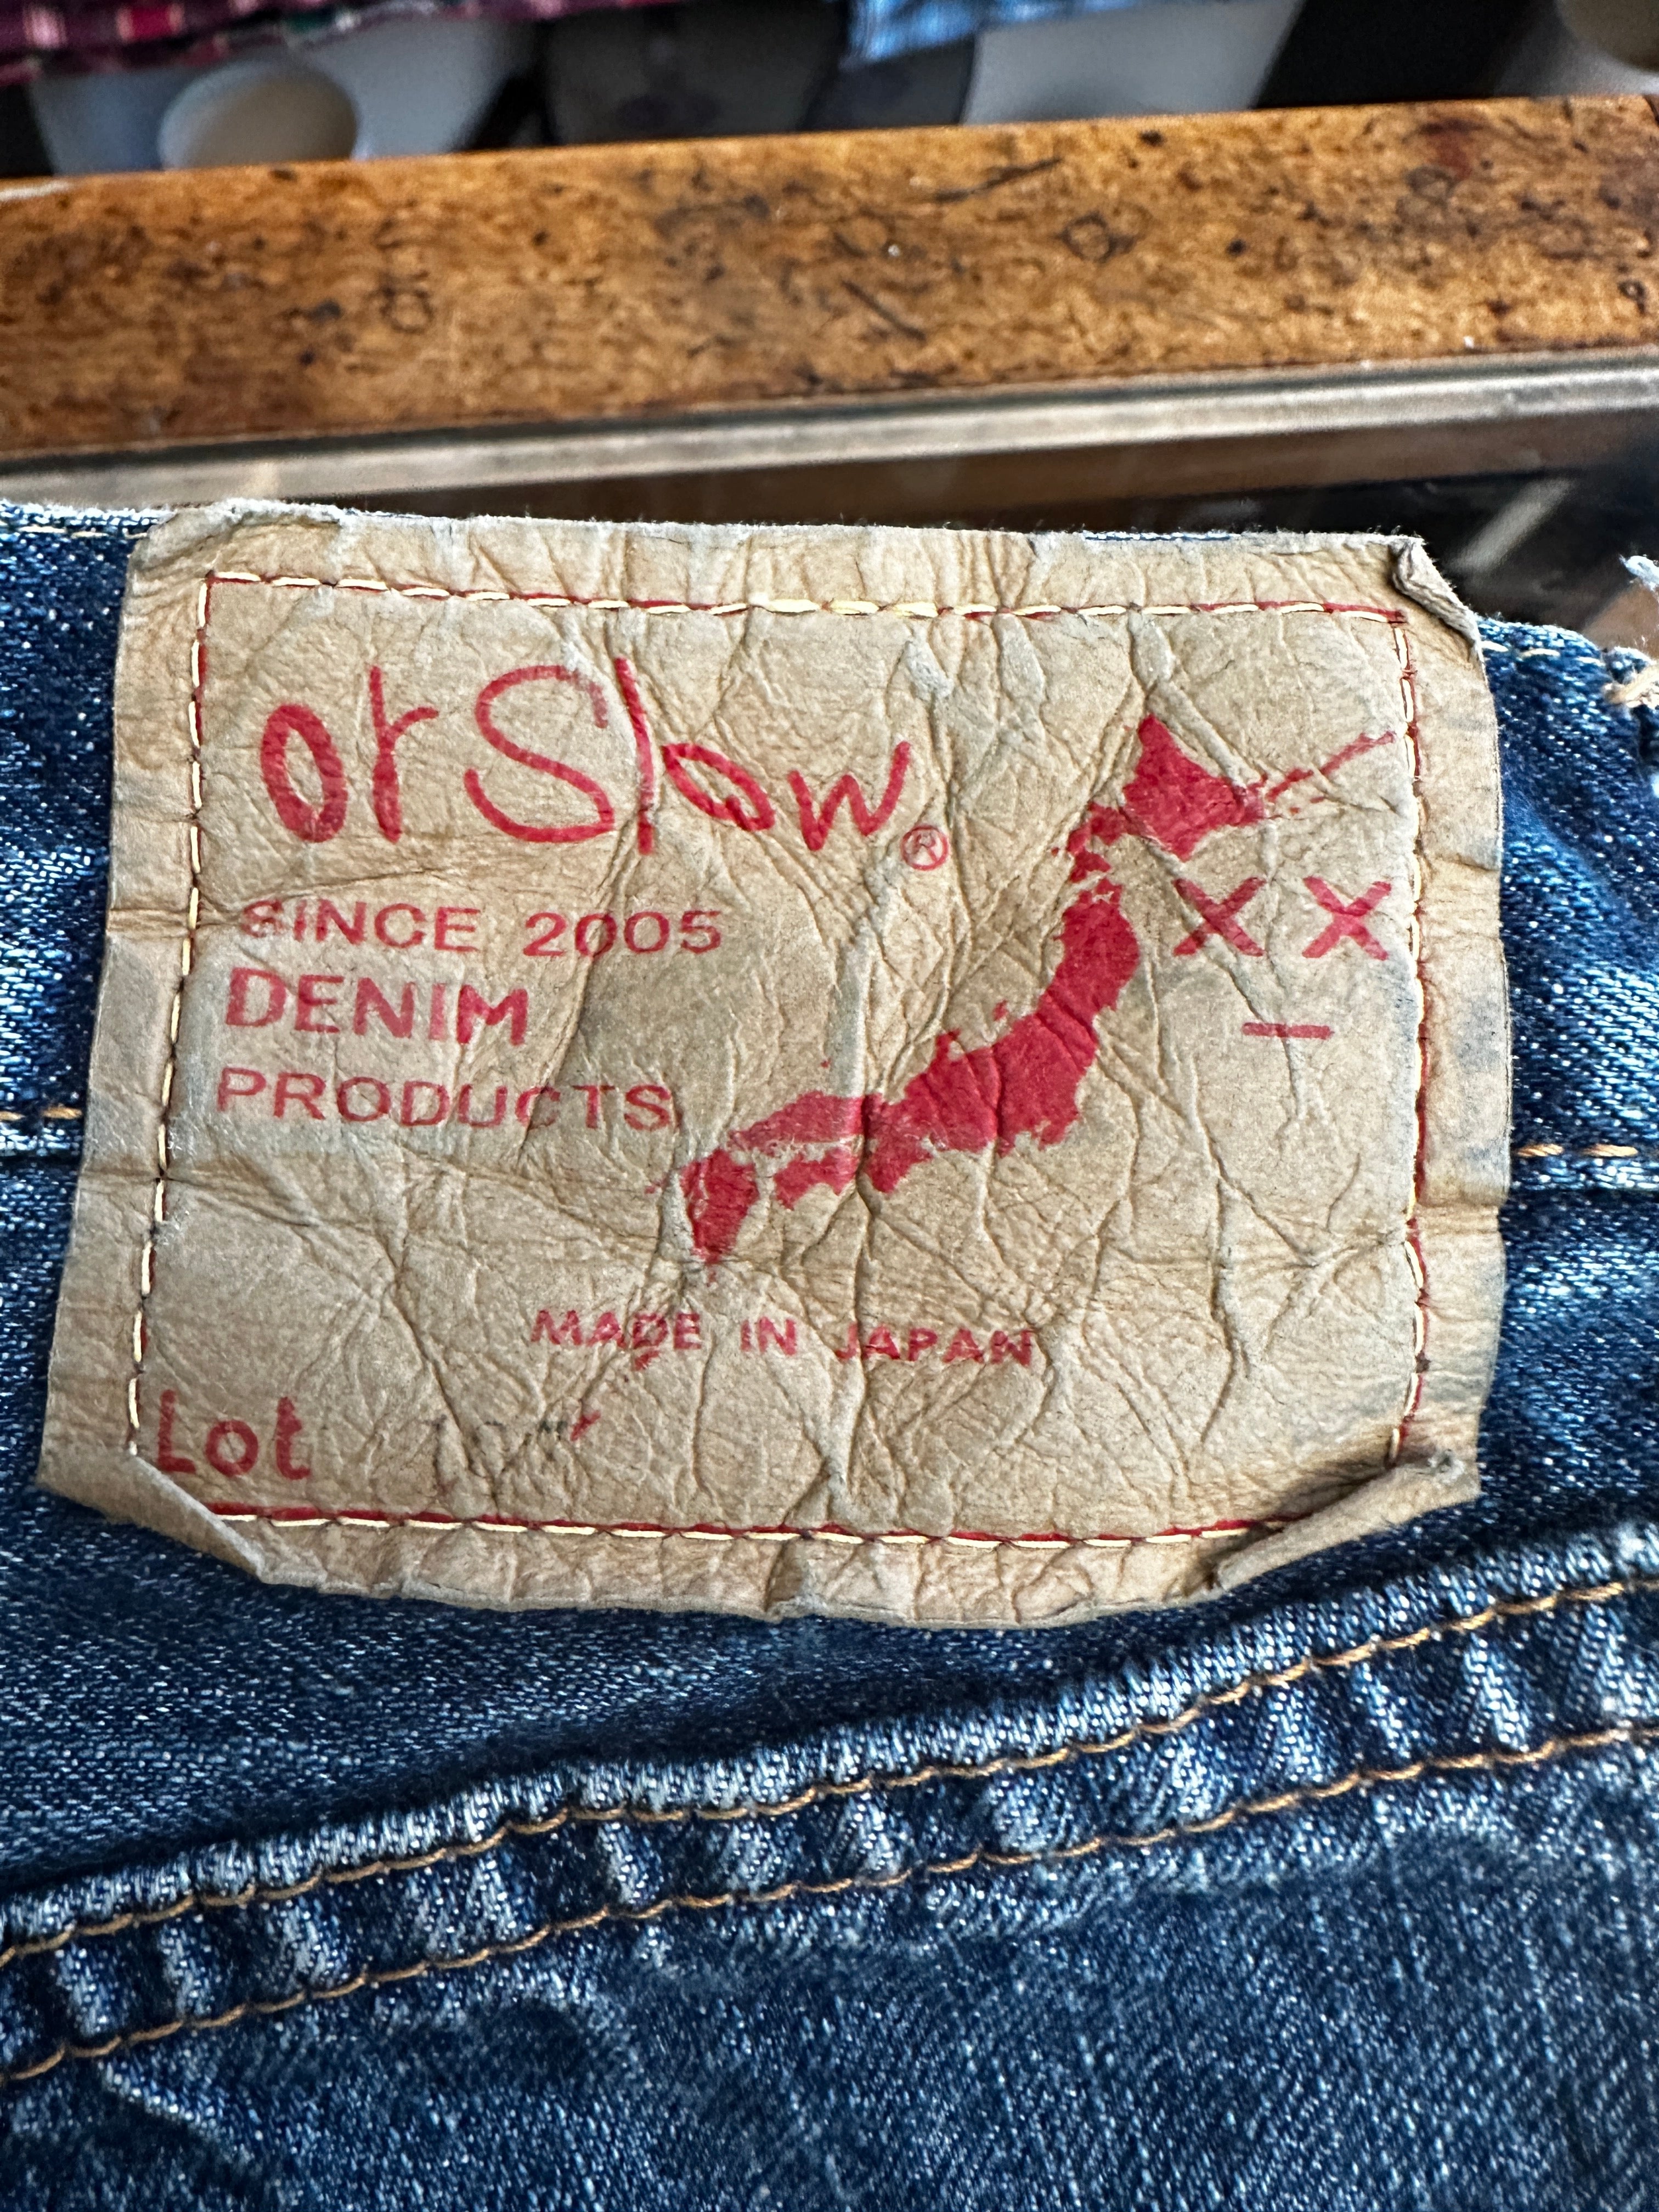 orSlow®
SINCE 2005
DENIM
PRODUCTS
XX
MADE IN JAPAN
Lot